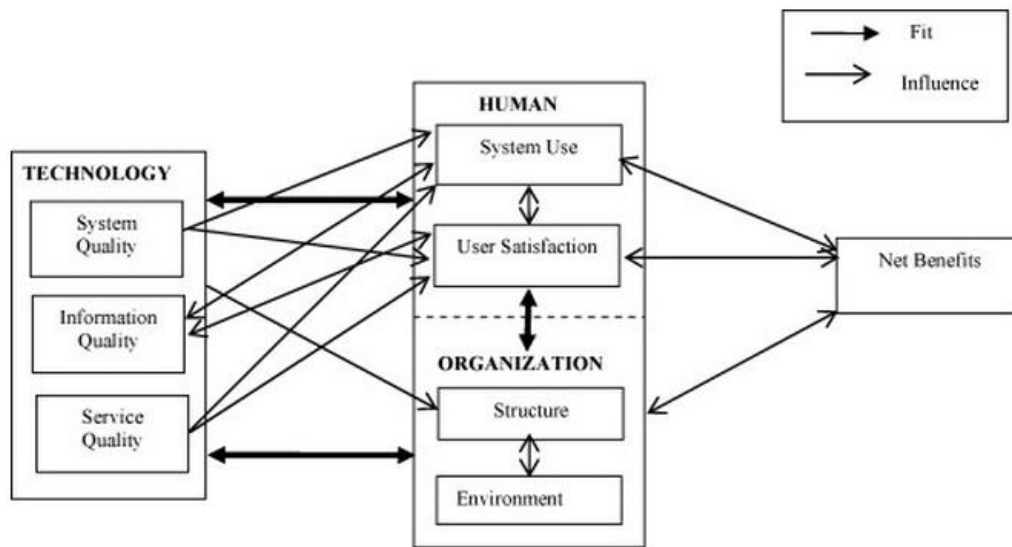 Fit
Influence
HUMAN
System Use
TECHNOLOGY
System
Quality
User Satisfaction
Net Benefits
Information
Quality
ORGANIZATION
Structure
Service
Quality
Environment